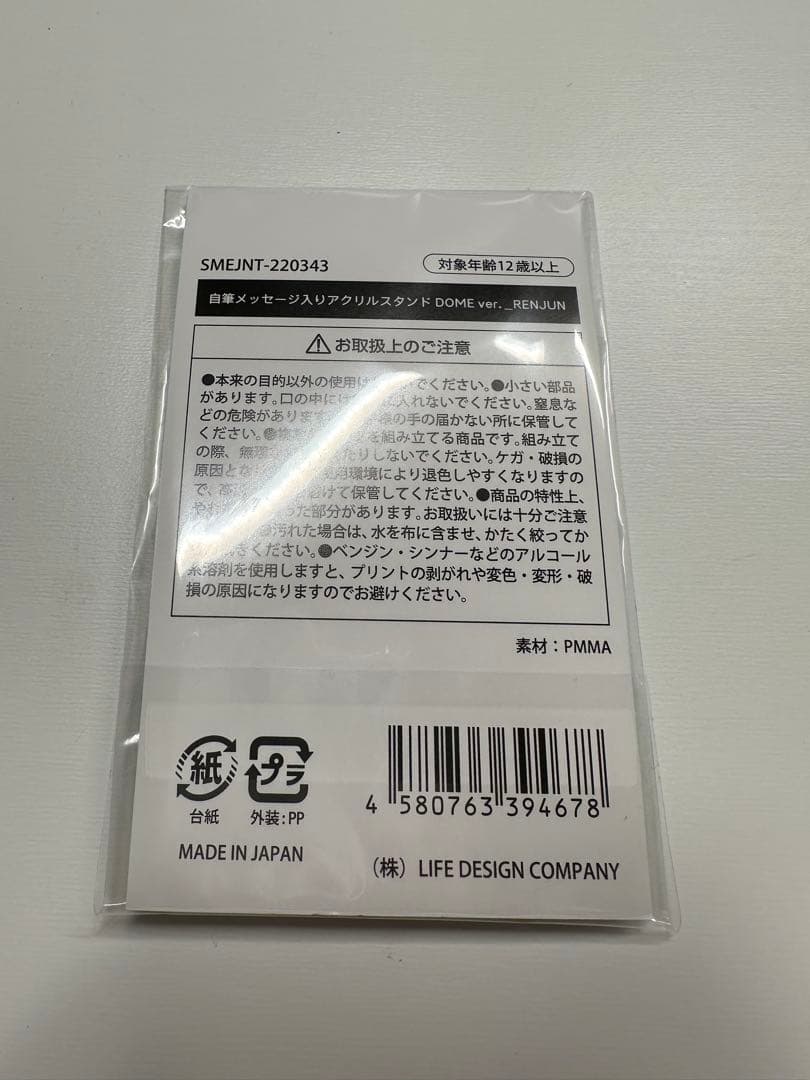 SMEJNT-220343
対象年齢12歳以上
自筆メッセージ入りアクリルスタンド DOME ver. _RENJUN
お取扱上のご注意
●本来の目的以外の使用は でください。●小さい部品
があります。口の中に 入れないでください。窒息な
どの危険があります の手の届かない所に保管して
ください。● を組み立てる商品です。組み立て
の際、無理 たりしないでください。ケガ・破損の
原因とな 用環境により退色しやすくなりますの
で、高 けて保管してください。●商品の特性上、
や った部分があります。お取扱いには十分ご注意
●汚れた場合は、水を布に含ませ、かたく絞ってか
きください。●ベンジン・シンナーなどのアルコール
系溶剤を使用しますと、プリントの剥がれや変色・変形・破
損の原因になりますのでお避けください。
素材：PMMA
紙
プラ
台紙
外装：PP
4 580763 394678
MADE IN JAPAN
（株） LIFE DESIGN COMPANY